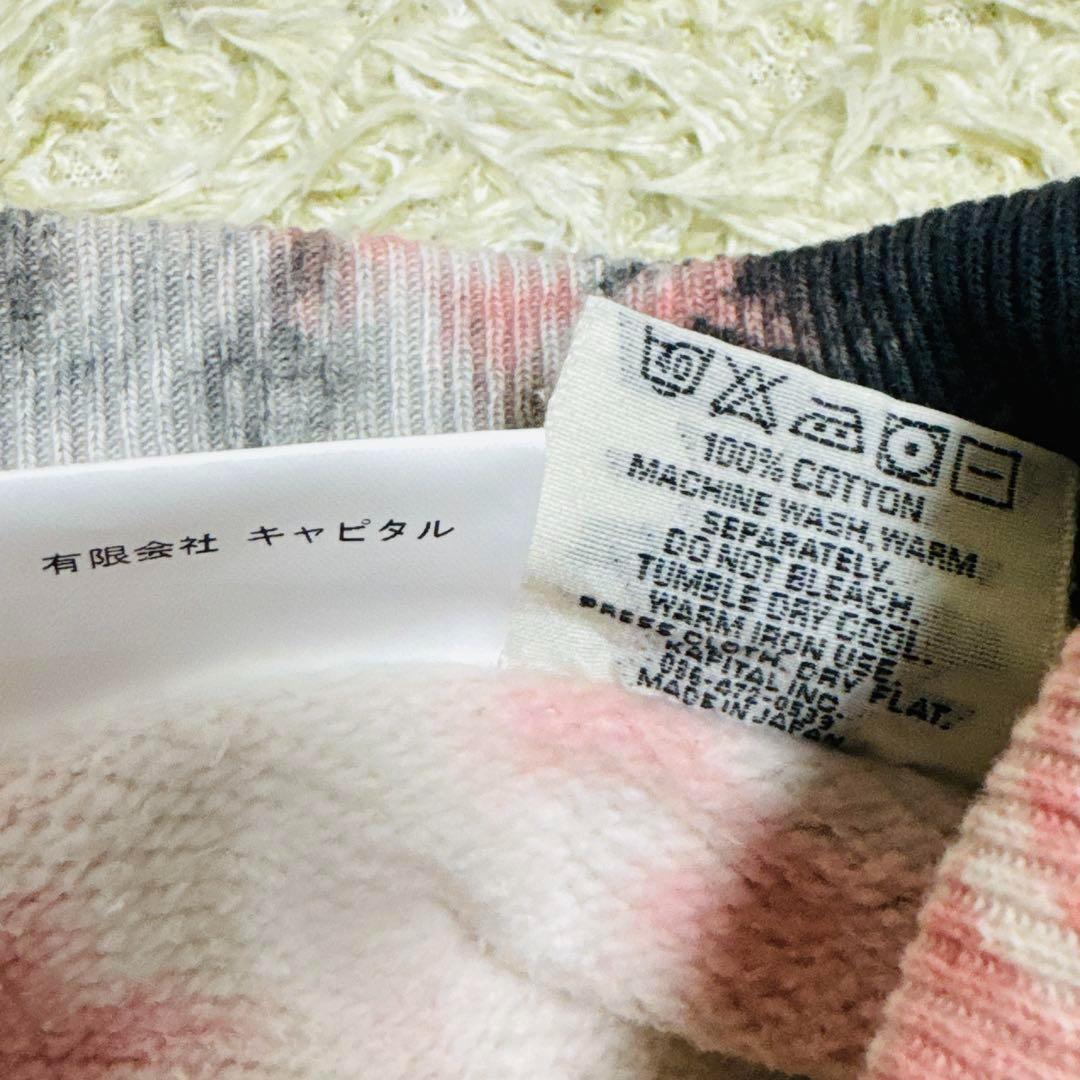 有限会社 キャピタル
100% COTTON
MACHINE WASH, WARM
SEPARATELY.
DO NOT BLEACH.
TUMBLE DRY COOL.
WARM IRON USE
PRESS CLOTH. DRY FLAT.
KAPITAL INC.
MADE IN JAPAN